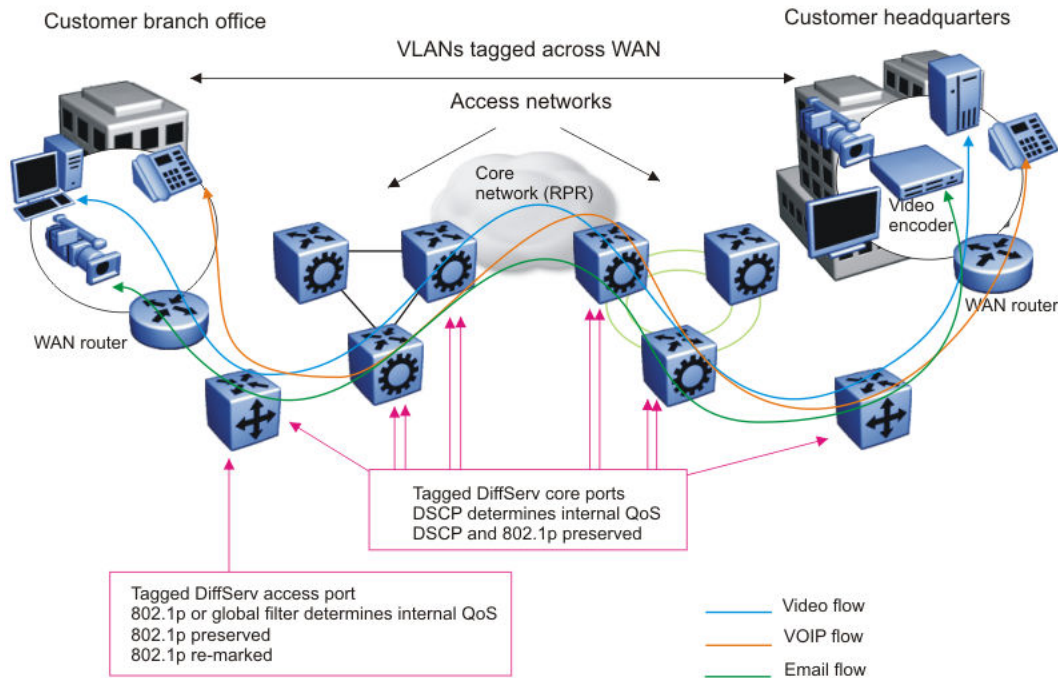 Customer branch office
Customer headquarters
VLANs tagged across WAN
Access networks
Core
network (RPR)
Video
encoder
WAN router
WAN router
Tagged DiffServ core ports
DSCP determines internal QoS
DSCP and 802.1p preserved
Tagged DiffServ access port
802.1p or global filter determines internal QoS
802.1p preserved
802.1p re-marked
Video flow
VOIP flow
Email flow